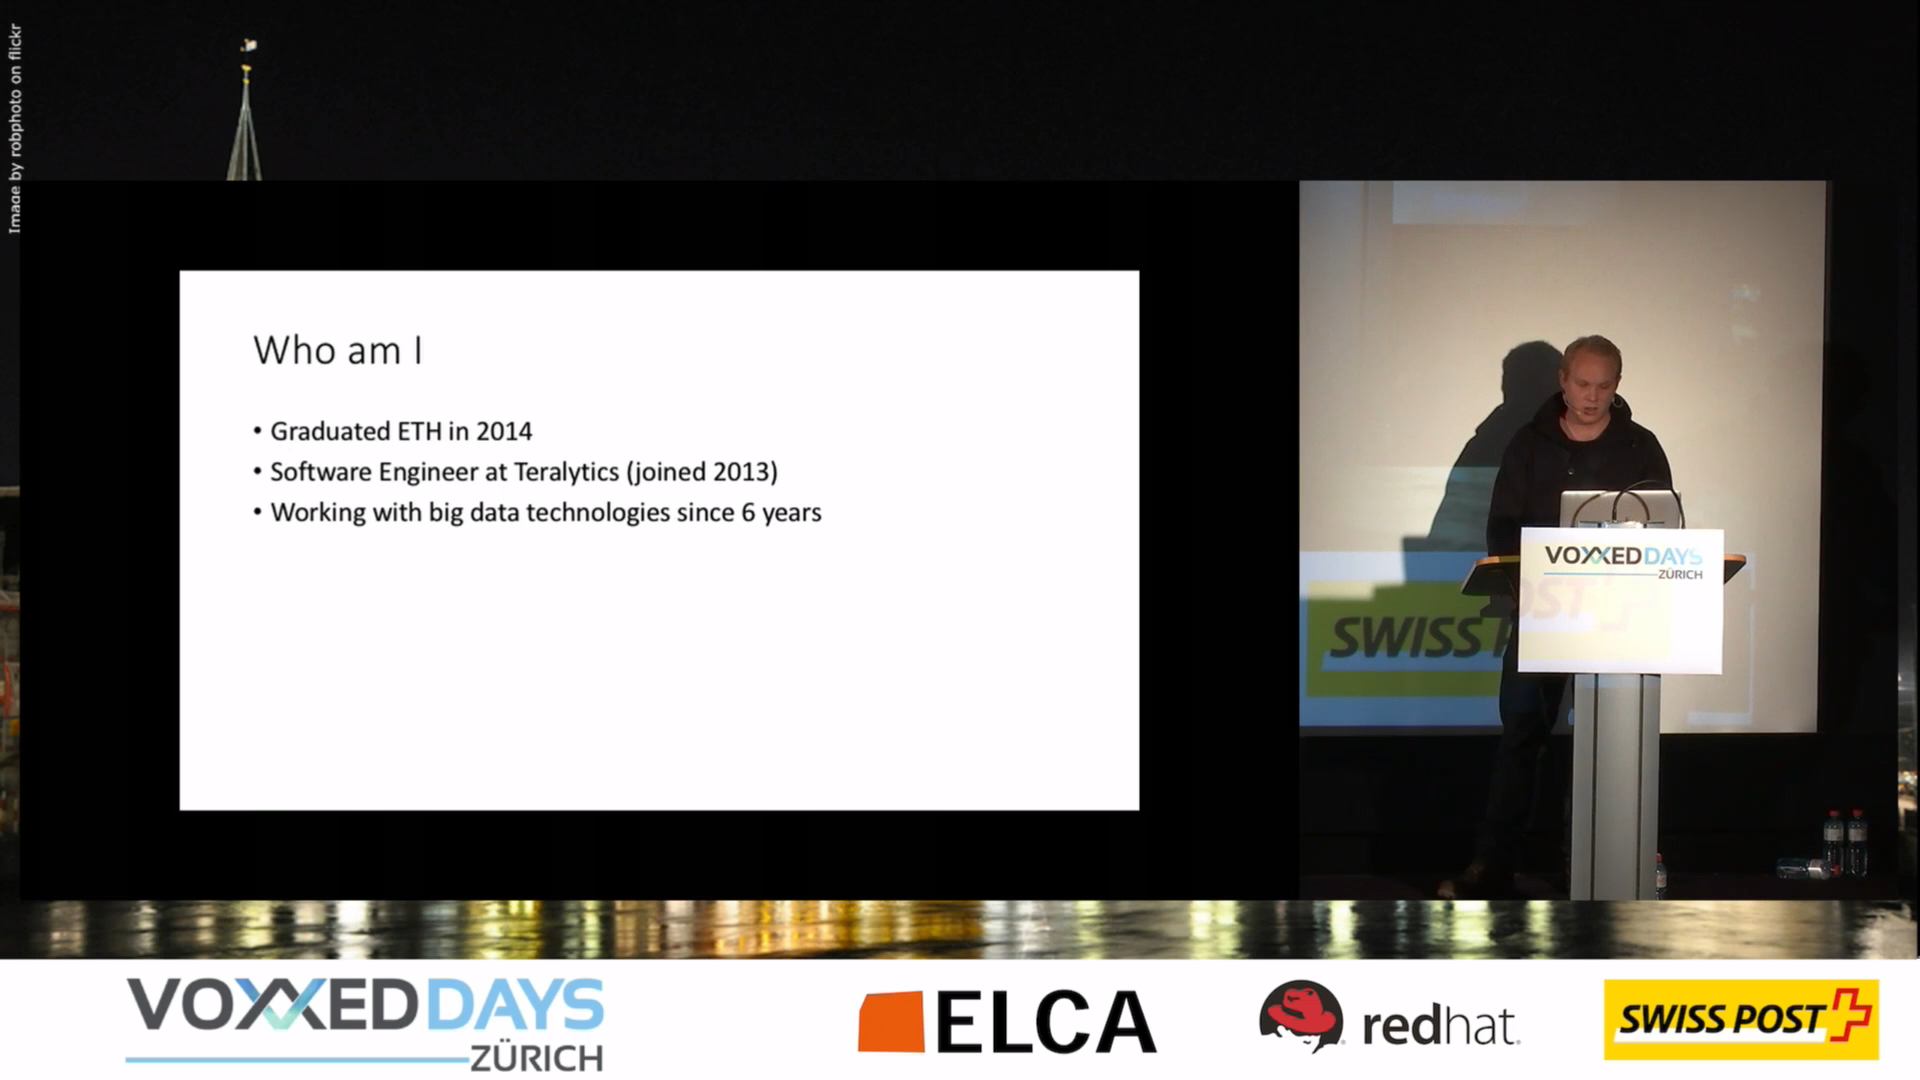 Image by robphoto on flickr
Who am I
• Graduated ETH in 2014
• Software Engineer at Teralytics (joined 2013)
• Working with big data technologies since 6 years
VOXXED DAYS
ZÜRICH
SWISS POST
VOXXED DAYS
ZÜRICH
ELCA
redhat.
SWISS POST